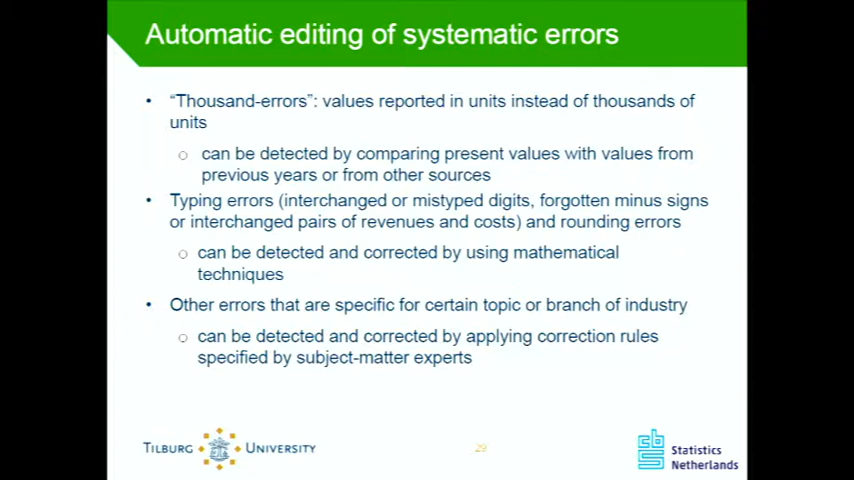 Automatic editing of systematic errors
• "Thousand-errors": values reported in units instead of thousands of
units
○ can be detected by comparing present values with values from
previous years or from other sources
• Typing errors (interchanged or mistyped digits, forgotten minus signs
or interchanged pairs of revenues and costs) and rounding errors
○ can be detected and corrected by using mathematical
techniques
• Other errors that are specific for certain topic or branch of industry
○ can be detected and corrected by applying correction rules
specified by subject-matter experts
TILBURG UNIVERSITY
29
cbs
Statistics
Netherlands